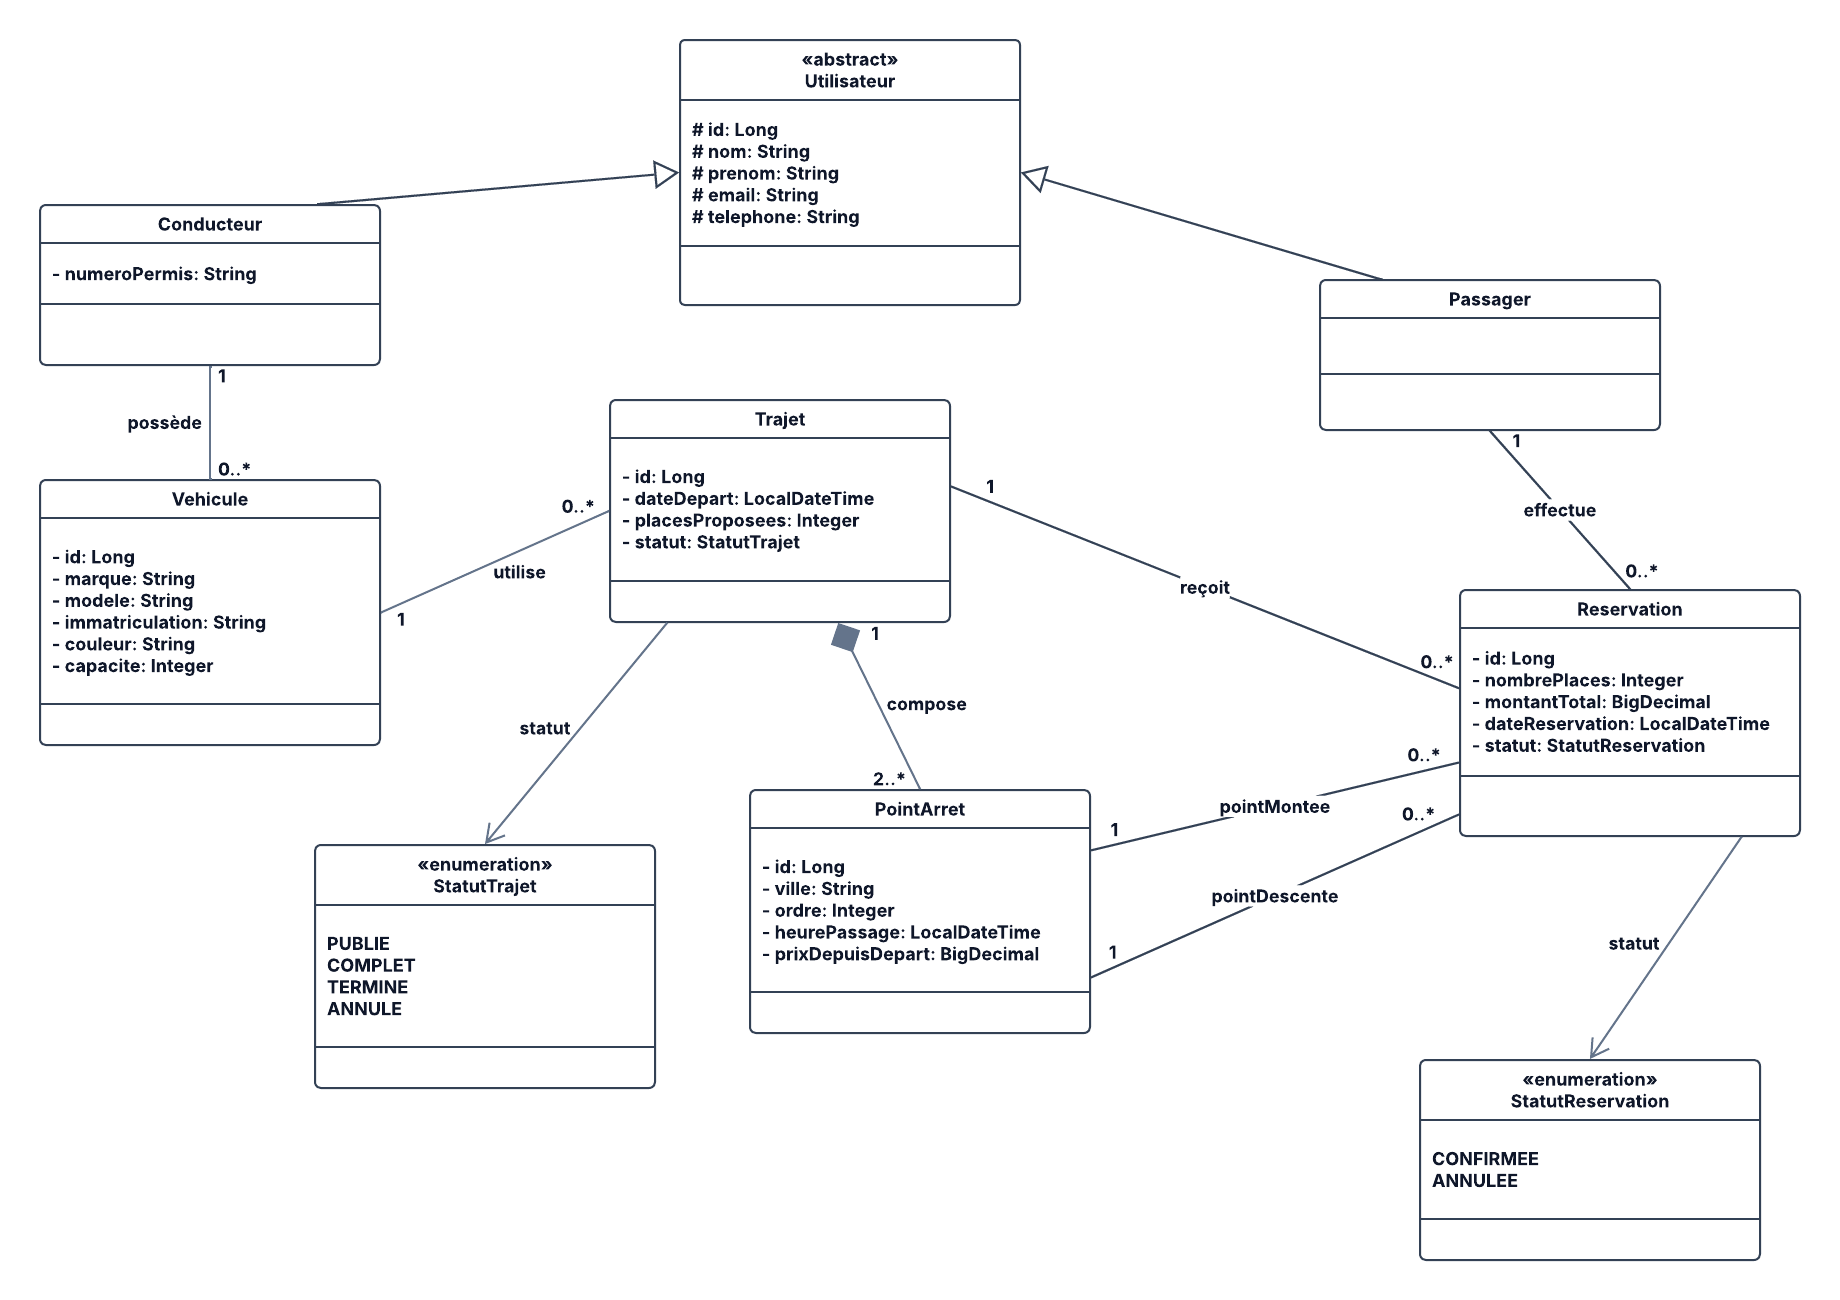 «abstract»
Utilisateur
# id: Long
# nom: String
# prenom: String
# email: String
# telephone: String
Conducteur
- numeroPermis: String
Passager
1
possède
0..*
Trajet
- id: Long
- dateDepart: LocalDateTime
- placesProposees: Integer
- statut: StatutTrajet
1
effectue
0..*
Vehicule
- id: Long
- marque: String
- modele: String
- immatriculation: String
- couleur: String
- capacite: Integer
0..*
utilise
1
1
reçoit
0..*
Reservation
- id: Long
- nombrePlaces: Integer
- montantTotal: BigDecimal
- dateReservation: LocalDateTime
- statut: StatutReservation
1
compose
2..*
statut
0..*
pointMontee
1
0..*
pointDescente
1
PointArret
- id: Long
- ville: String
- ordre: Integer
- heurePassage: LocalDateTime
- prixDepuisDepart: BigDecimal
«enumeration»
StatutTrajet
PUBLIE
COMPLET
TERMINE
ANNULE
statut
«enumeration»
StatutReservation
CONFIRMEE
ANNULEE